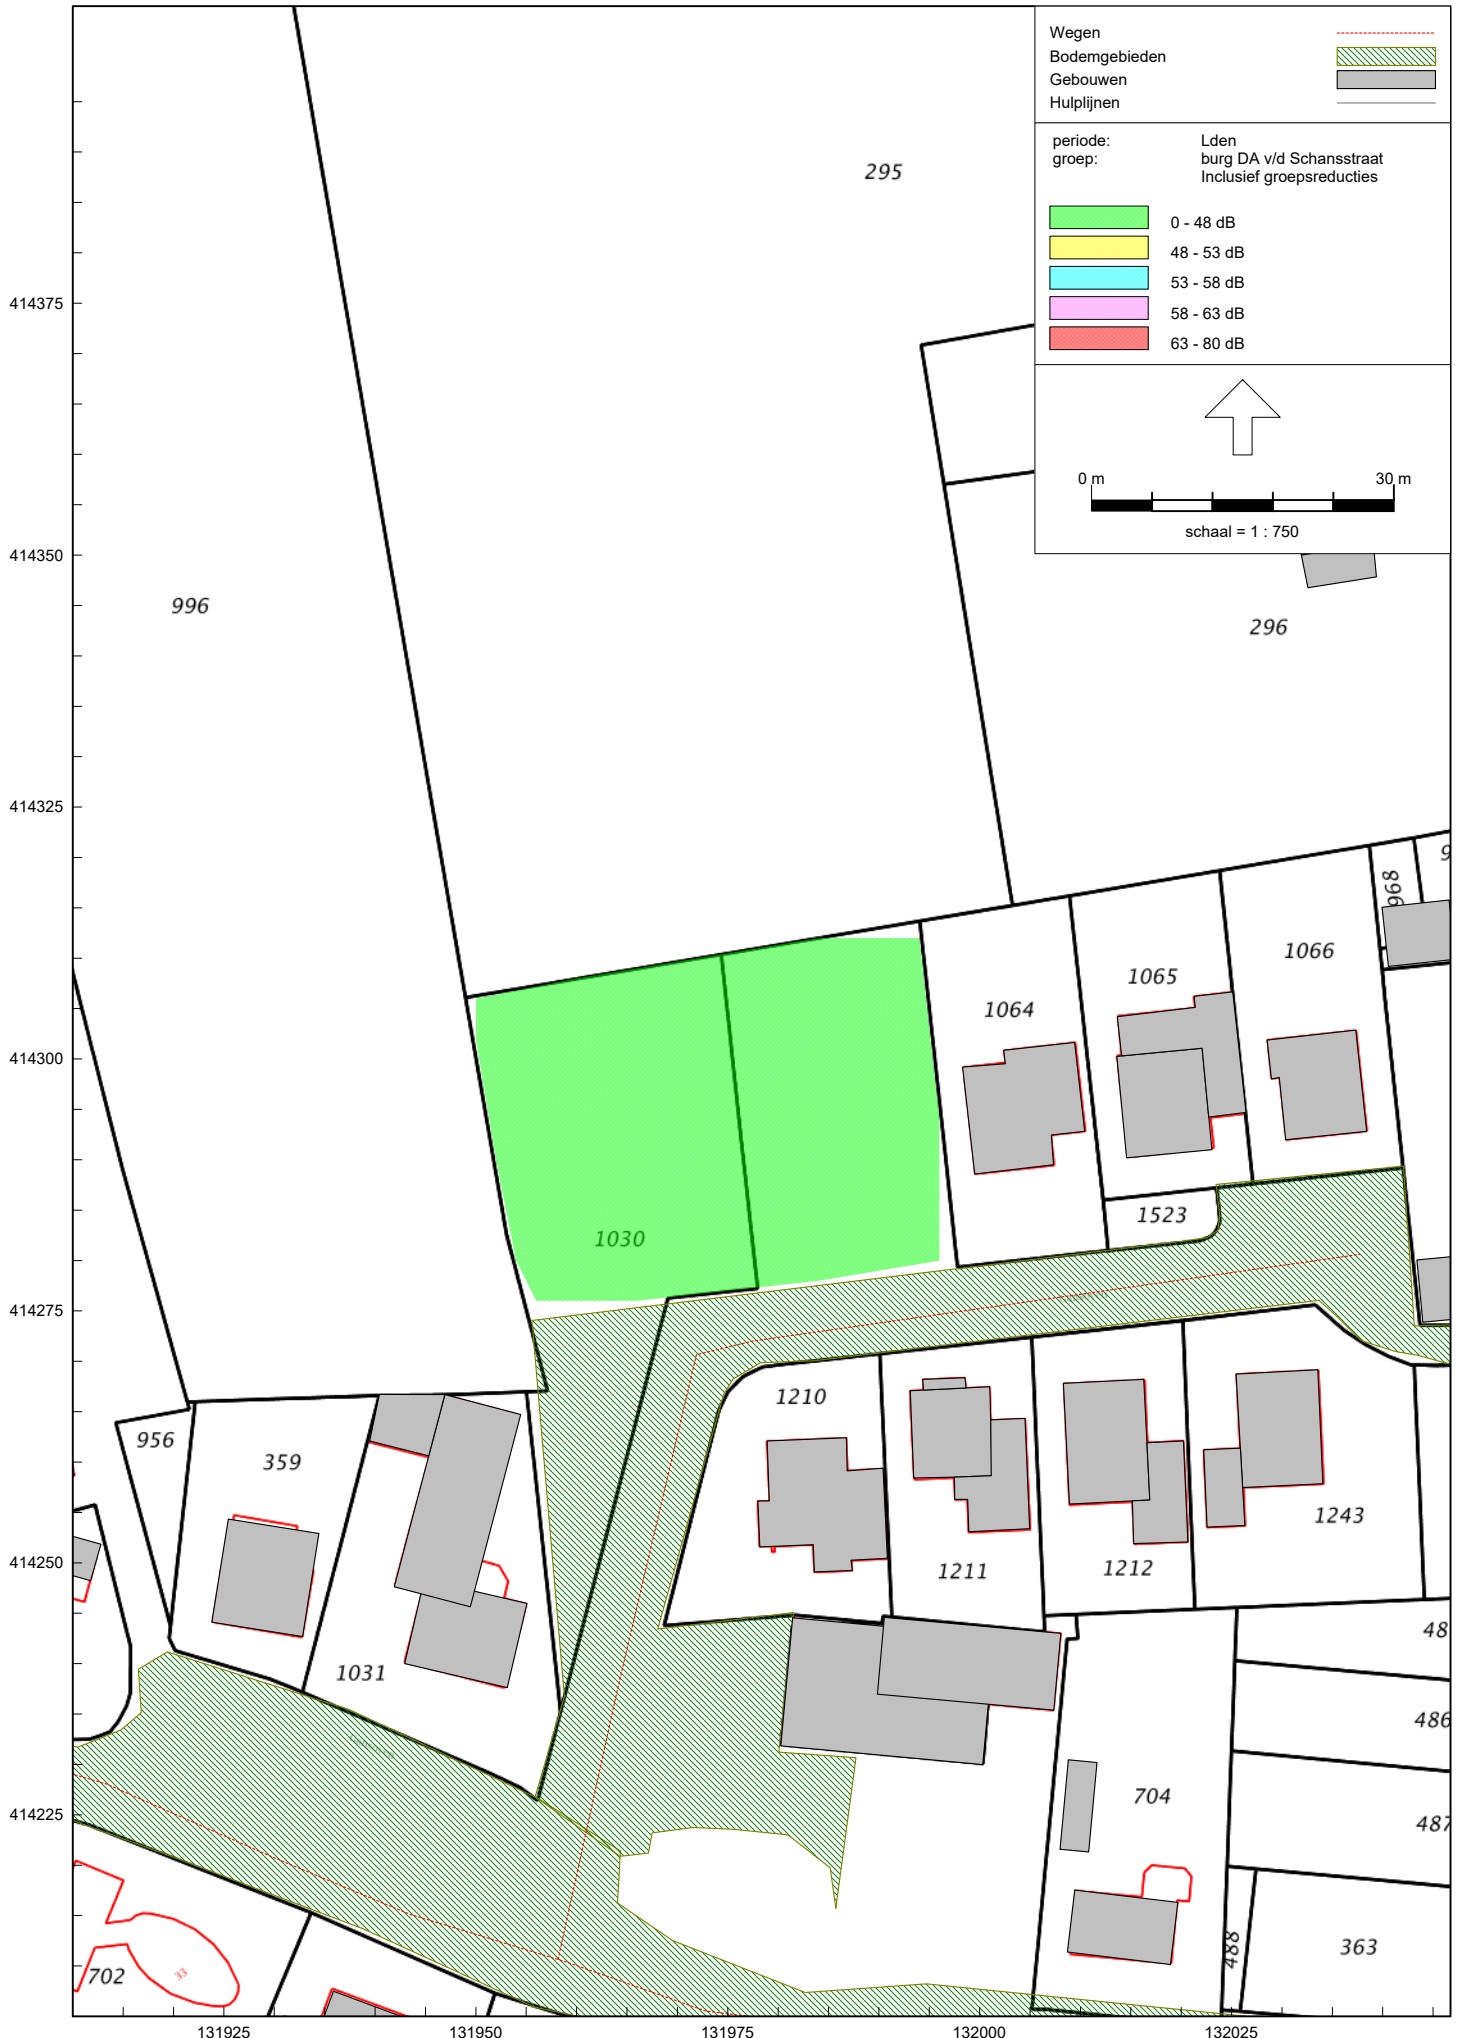 Wegen
Bodemgebieden
Gebouwen
Hulplijnen
periode: Lden
groep: burg DA v/d Schansstraat
Inclusief groepsreducties
0 - 48 dB
48 - 53 dB
53 - 58 dB
58 - 63 dB
63 - 80 dB
0 m 30 m
schaal = 1 : 750
295
414375
414350
996
296
414325
9
968
1066
1065
1064
414300
1523
1030
414275
1210
956
359
1243
414250
1211
1212
48
1031
486
704
414225
487
488
363
702
33
131925 131950 131975 132000 132025